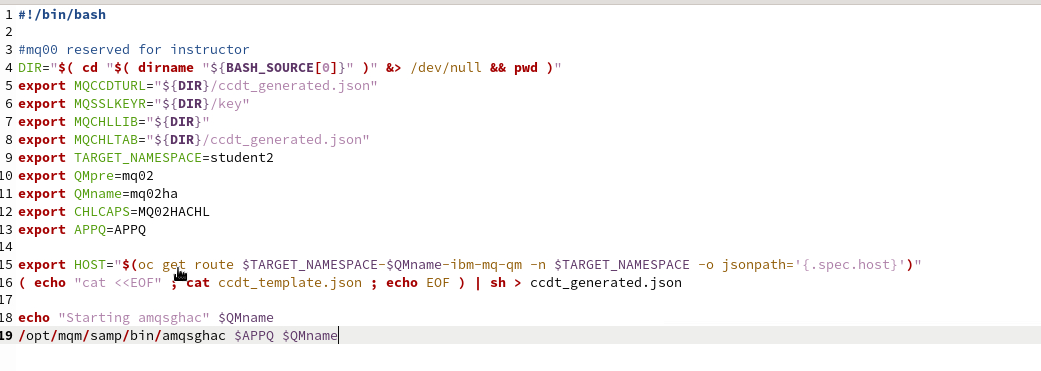 1 #!/bin/bash
2
3 #mq00 reserved for instructor
4 DIR="$( cd "$( dirname "${BASH_SOURCE[0]}" )" &> /dev/null && pwd )"
5 export MQCCDTURL="${DIR}/ccdt_generated.json"
6 export MQSSLKEYR="${DIR}/key"
7 export MQCHLLIB="${DIR}"
8 export MQCHLTAB="${DIR}/ccdt_generated.json"
9 export TARGET_NAMESPACE=student2
10 export QMpre=mq02
11 export QMname=mq02ha
12 export CHLCAPS=MQ02HACHL
13 export APPQ=APPQ
14
15 export HOST="$(oc get route $TARGET_NAMESPACE-$QMname-ibm-mq-qm -n $TARGET_NAMESPACE -o jsonpath='{.spec.host}')"
16 ( echo "cat <<EOF" ; cat ccdt_template.json ; echo EOF ) | sh > ccdt_generated.json
17
18 echo "Starting amqsghac" $QMname
19 /opt/mqm/samp/bin/amqsghac $APPQ $QMname